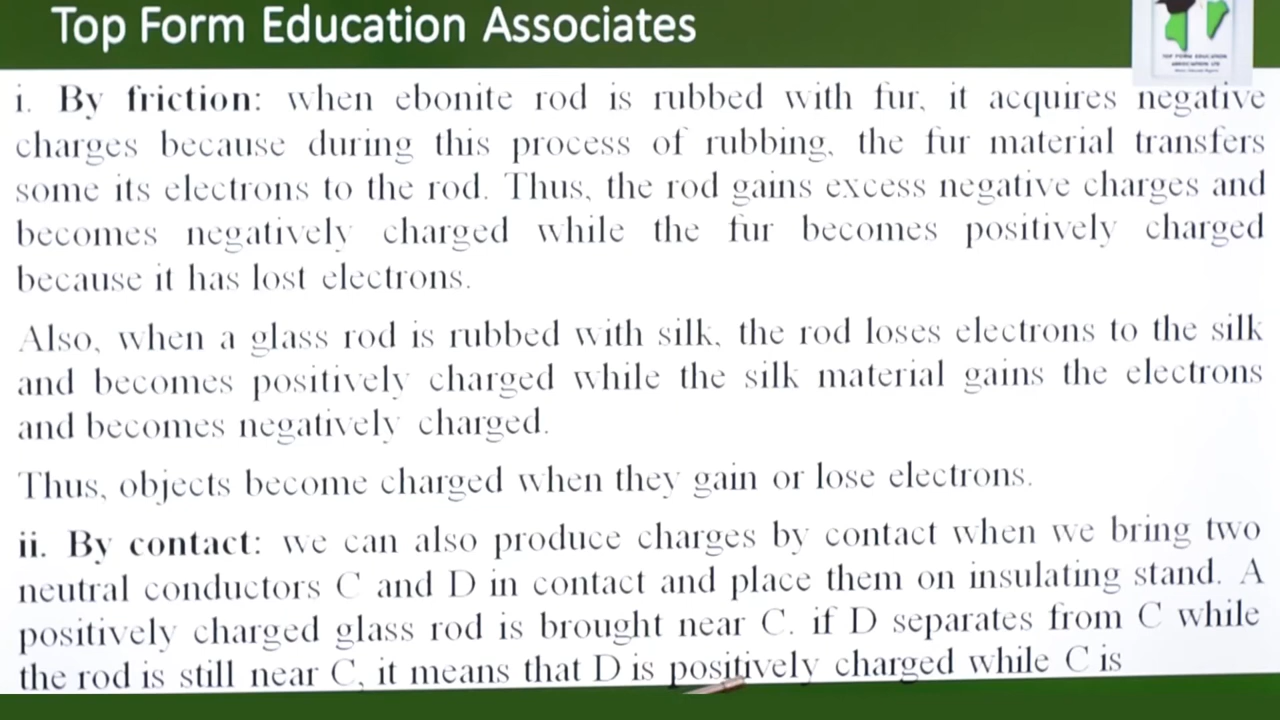 Top Form Education Associates
TOP FORM EDUCATION
ASSOCIATION LTD
i. By friction: when ebonite rod is rubbed with fur, it acquires negative
charges because during this process of rubbing, the fur material transfers
some its electrons to the rod. Thus, the rod gains excess negative charges and
becomes negatively charged while the fur becomes positively charged
because it has lost electrons.
Also, when a glass rod is rubbed with silk, the rod loses electrons to the silk
and becomes positively charged while the silk material gains the electrons
and becomes negatively charged.
Thus, objects become charged when they gain or lose electrons.
ii. By contact: we can also produce charges by contact when we bring two
neutral conductors C and D in contact and place them on insulating stand. A
positively charged glass rod is brought near C. if D separates from C while
the rod is still near C, it means that D is positively charged while C is